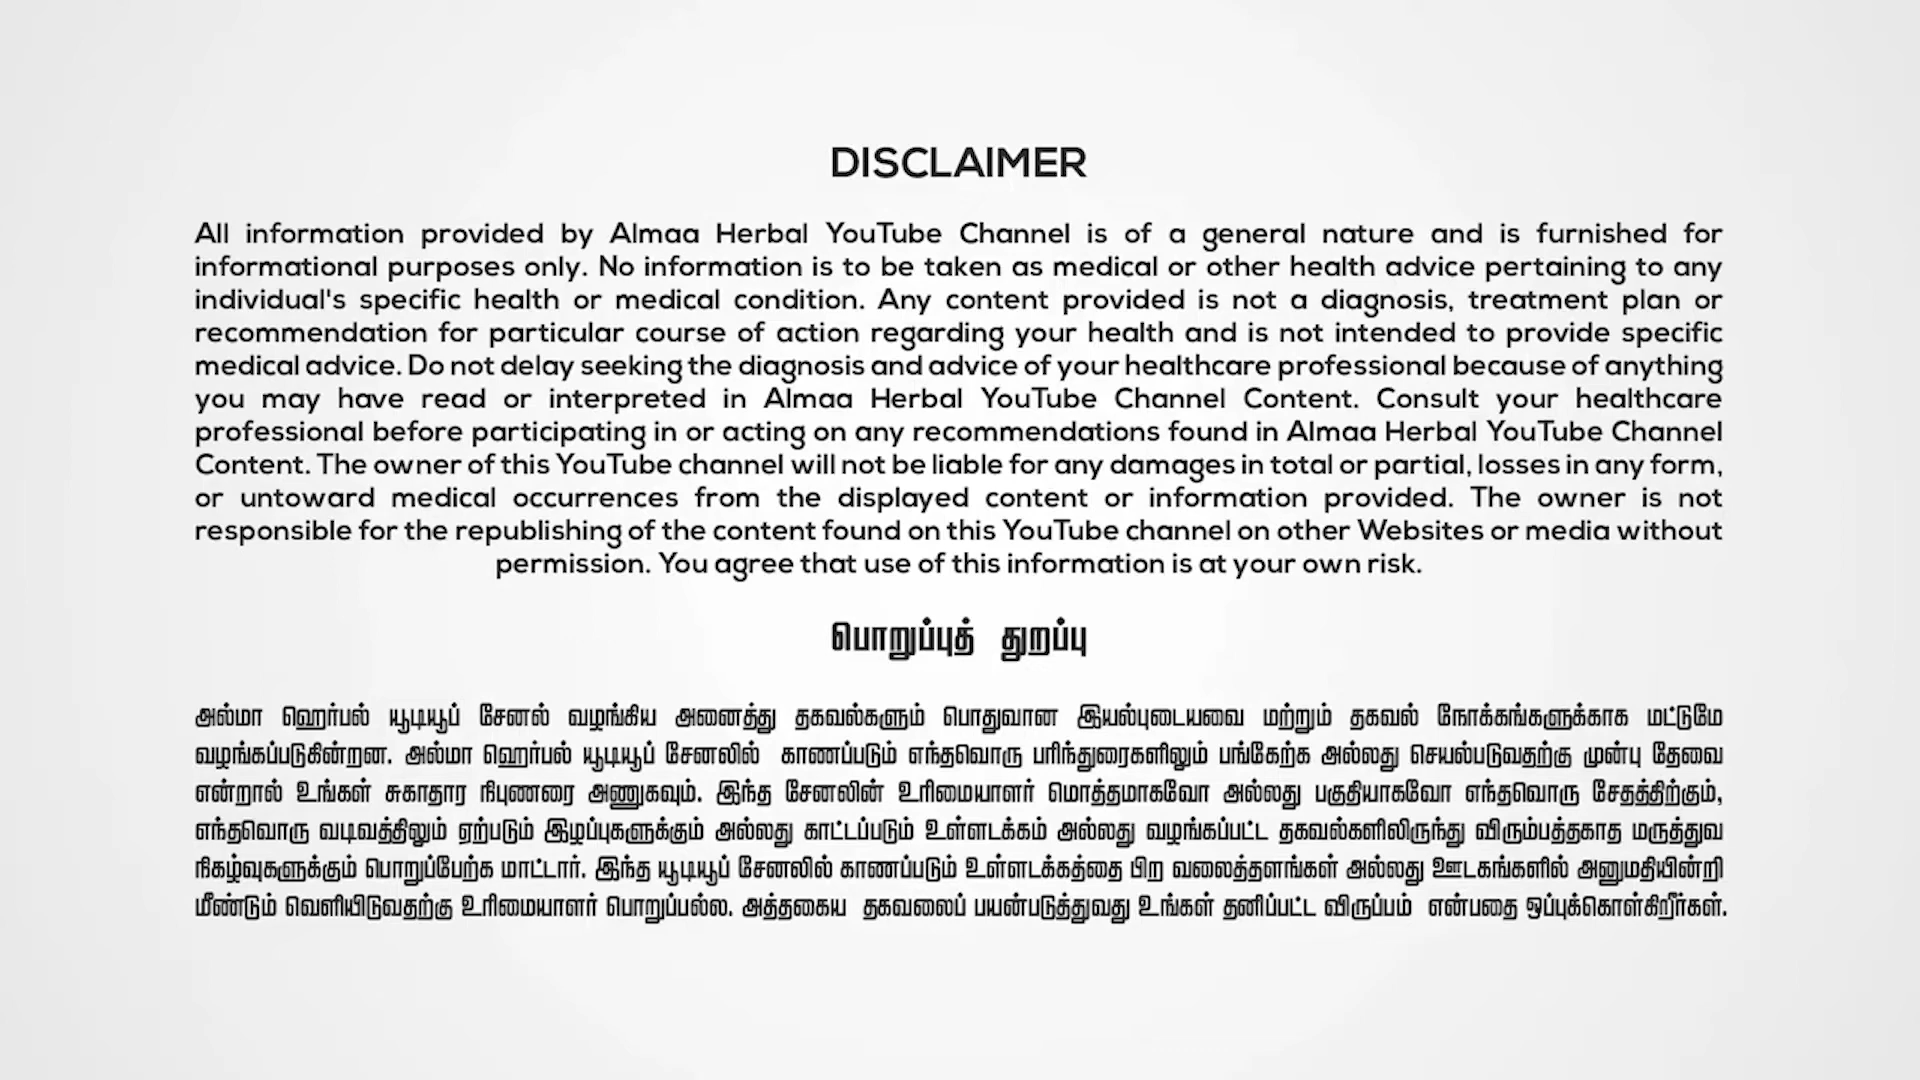 DISCLAIMER
All information provided by Almaa Herbal YouTube Channel is of a general nature and is furnished for
informational purposes only. No information is to be taken as medical or other health advice pertaining to any
individual's specific health or medical condition. Any content provided is not a diagnosis, treatment plan or
recommendation for particular course of action regarding your health and is not intended to provide specific
medical advice. Do not delay seeking the diagnosis and advice of your healthcare professional because of anything
you may have read or interpreted in Almaa Herbal YouTube Channel Content. Consult your healthcare
professional before participating in or acting on any recommendations found in Almaa Herbal YouTube Channel
Content. The owner of this YouTube channel will not be liable for any damages in total or partial, losses in any form,
or untoward medical occurrences from the displayed content or information provided. The owner is not
responsible for the republishing of the content found on this YouTube channel on other Websites or media without
permission. You agree that use of this information is at your own risk.
பொறுப்புத் துறப்பு
அல்மா ஹெர்பல் யூடியூப் சேனல் வழங்கிய அனைத்து தகவல்களும் பொதுவான இயல்புடையவை மற்றும் தகவல் நோக்கங்களுக்காக மட்டுமே
வழங்கப்படுகின்றன. அல்மா ஹெர்பல் யூடியூப் சேனலில் காணப்படும் எந்தவொரு பரிந்துரைகளிலும் பங்கேற்க அல்லது செயல்படுவதற்கு முன்பு தேவை
என்றால் உங்கள் சுகாதார நிபுணரை அணுகவும். இந்த சேனலின் உரிமையாளர் மொத்தமாகவோ அல்லது பகுதியாகவோ எந்தவொரு சேதத்திற்கும்,
எந்தவொரு வடிவத்திலும் ஏற்படும் இழப்புகளுக்கும் அல்லது காட்டப்படும் உள்ளடக்கம் அல்லது வழங்கப்பட்ட தகவல்களிலிருந்து விரும்பத்தகாத மருத்துவ
நிகழ்வுகளுக்கும் பொறுப்பேற்க மாட்டார். இந்த யூடியூப் சேனலில் காணப்படும் உள்ளடக்கத்தை பிற வலைத்தளங்கள் அல்லது ஊடகங்களில் அனுமதியின்றி
மீண்டும் வெளியிடுவதற்கு உரிமையாளர் பொறுப்பல்ல. அத்தகைய தகவலைப் பயன்படுத்துவது உங்கள் தனிப்பட்ட விருப்பம் என்பதை ஒப்புக்கொள்கிறீர்கள்.